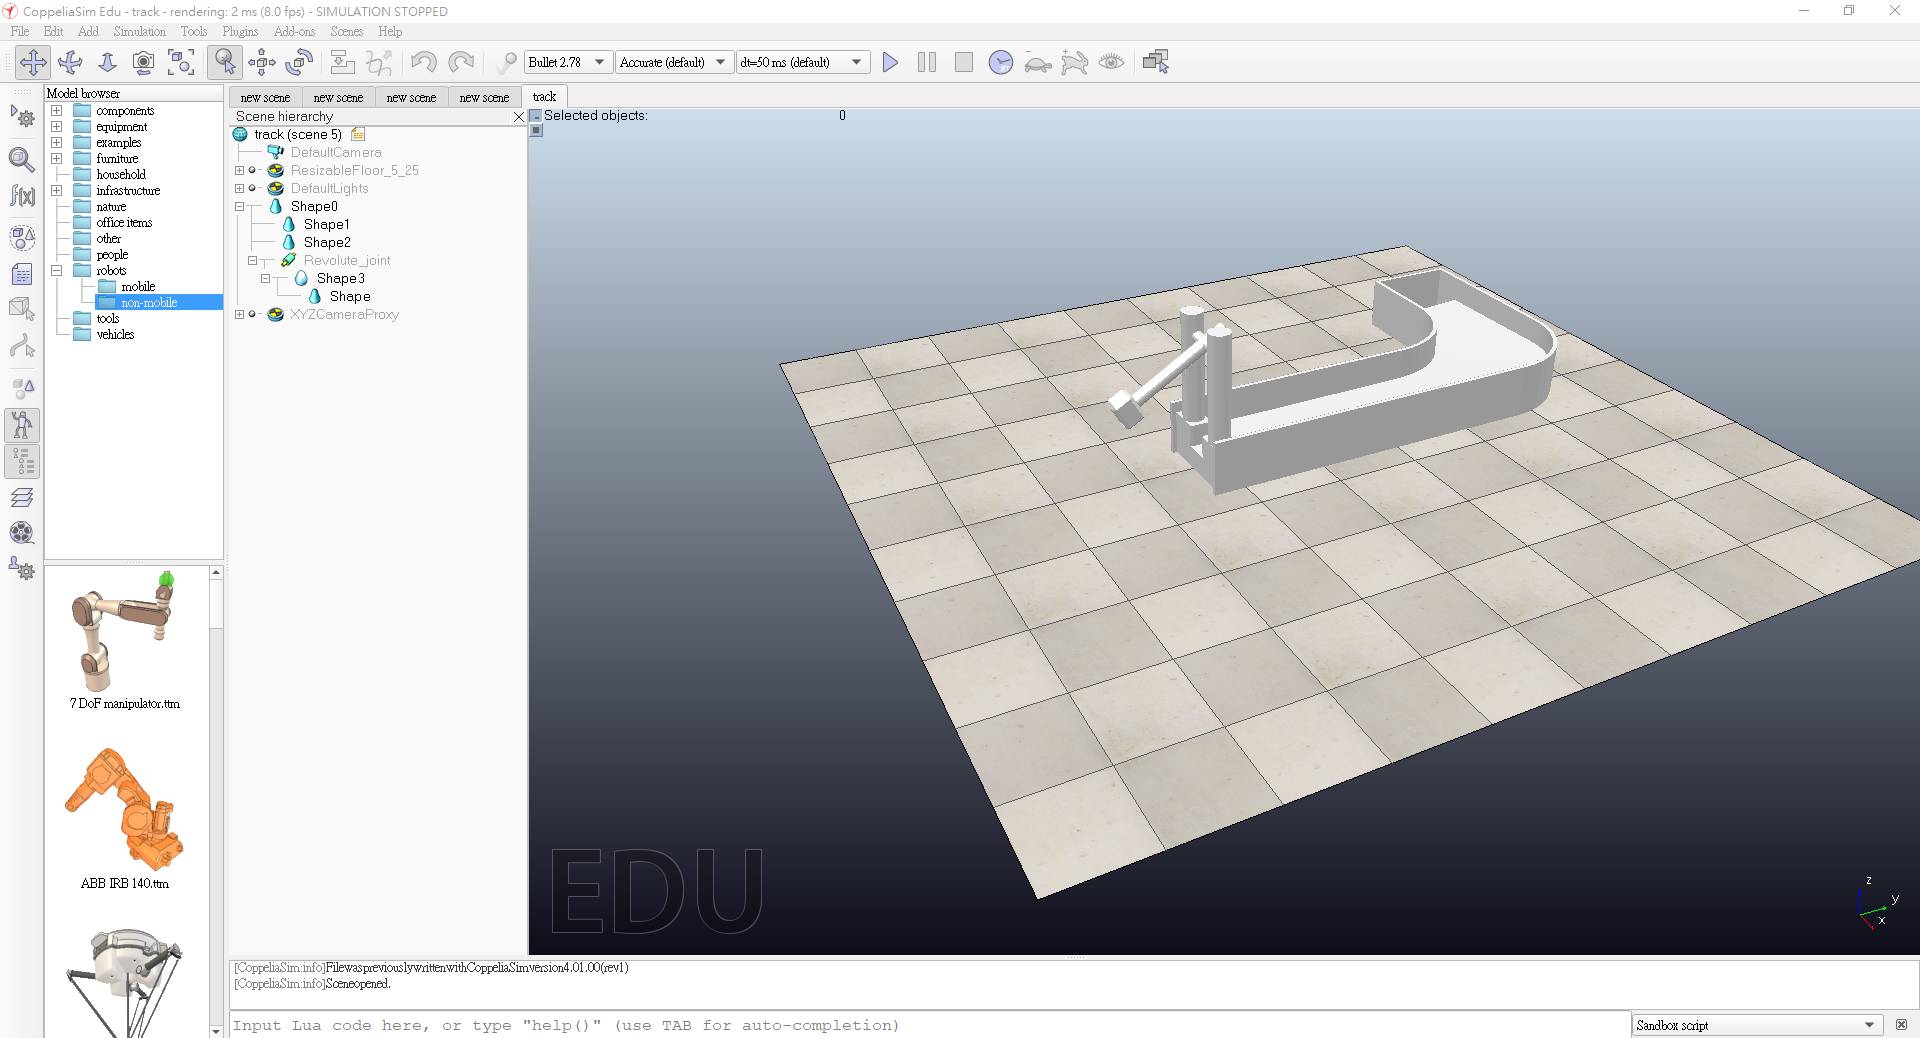 CoppeliaSim Edu - track - rendering: 2 ms (8.0 fps) - SIMULATION STOPPED
File Edit Add Simulation Tools Plugins Add-ons Scenes Help
Bullet 2.78 Accurate (default) dt=50 ms (default)
Model browser
components
equipment
examples
furniture
household
infrastructure
nature
office items
other
people
robots
mobile
non-mobile
tools
vehicles
7 DoF manipulator.ttm
ABB IRB 140.ttm
new scene new scene new scene new scene track
Scene hierarchy
track (scene 5)
DefaultCamera
ResizableFloor_5_25
DefaultLights
Shape0
Shape1
Shape2
Revolute_joint
Shape3
Shape
XYZCameraProxy
Selected objects: 0
EDU
z
y
x
[CoppeliaSim:info]FilewaspreviouslywrittenwithCoppeliaSimversion4.01.00(rev1)
[CoppeliaSim:info]Sceneopened.
Input Lua code here, or type "help()" (use TAB for auto-completion)
Sandbox script